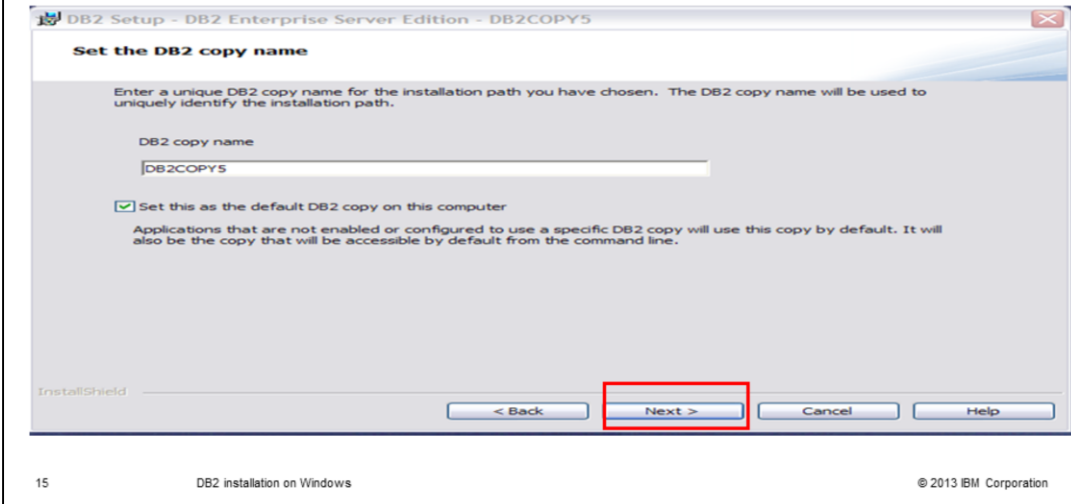 DB2 Setup - DB2 Enterprise Server Edition - DB2COPY5
Set the DB2 copy name
Enter a unique DB2 copy name for the installation path you have chosen. The DB2 copy name will be used to
uniquely identify the installation path.
DB2 copy name
DB2COPY5
Set this as the default DB2 copy on this computer
Applications that are not enabled or configured to use a specific DB2 copy will use this copy by default. It will
also be the copy that will be accessible by default from the command line.
InstallShield
< Back Next > Cancel Help
15 DB2 installation on Windows © 2013 IBM Corporation